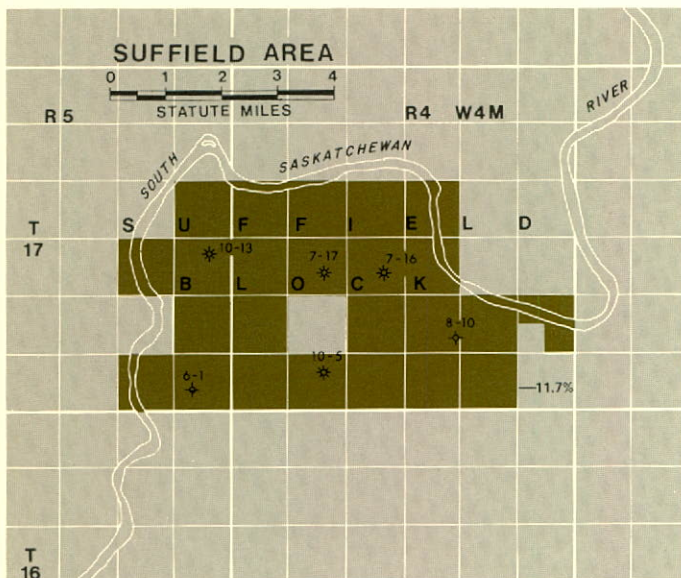 SUFFIELD AREA
0 1 2 3 4
STATUTE MILES
R 5
R4 W4M
RIVER
SOUTH
SASKATCHEWAN
T
17
S U F F I E L D
10-13
7-17
7-16
B L O C K
8-10
10-5
6-1
11.7%
T
16